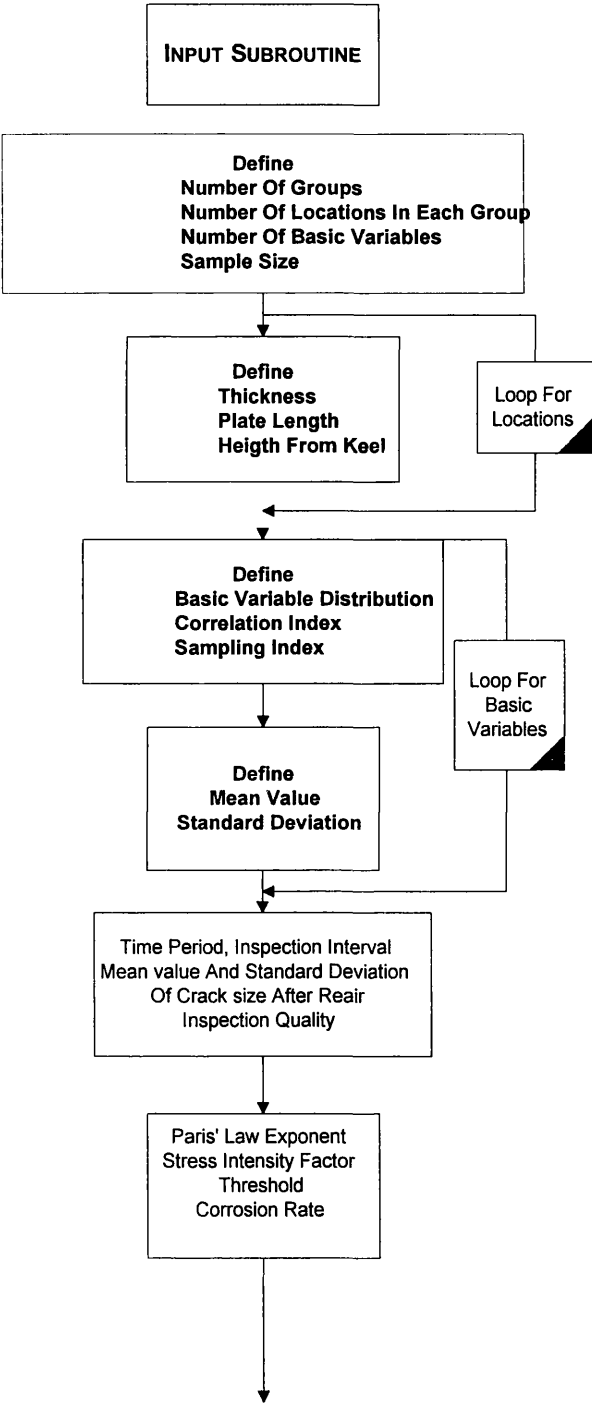 INPUT SUBROUTINE
Define
Number Of Groups
Number Of Locations In Each Group
Number Of Basic Variables
Sample Size
Define
Thickness
Plate Length
Heigth From Keel
Loop For
Locations
Define
Basic Variable Distribution
Correlation Index
Sampling Index
Loop For
Basic
Variables
Define
Mean Value
Standard Deviation
Time Period, Inspection Interval
Mean value And Standard Deviation
Of Crack size After Reair
Inspection Quality
Paris' Law Exponent
Stress Intensity Factor
Threshold
Corrosion Rate